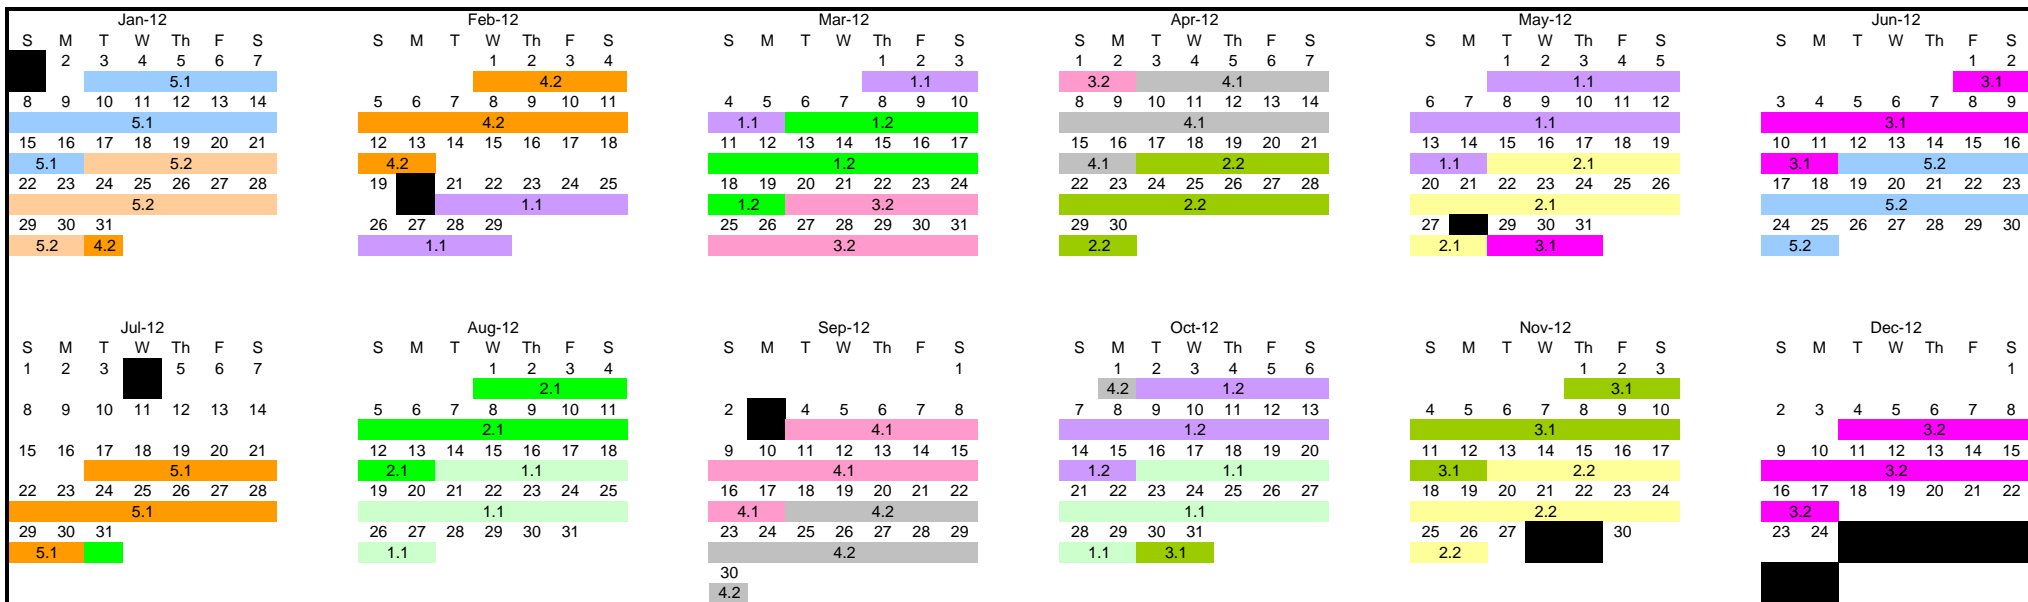 Jan-12 Feb-12 Mar-12 Apr-12 May-12 Jun-12
S M T W Th F S S M T W Th F S S M T W Th F S S M T W Th F S S M T W Th F S S M T W Th F S
2 3 4 5 6 7 1 2 3 4 1 2 3 1 2 3 4 5 6 7 1 2 3 4 5 1 2
5.1 4.2 1.1 3.2 4.1 1.1 3.1
8 9 10 11 12 13 14 5 6 7 8 9 10 11 4 5 6 7 8 9 10 8 9 10 11 12 13 14 6 7 8 9 10 11 12 3 4 5 6 7 8 9
5.1 4.2 1.1 1.2 4.1 1.1 3.1
15 16 17 18 19 20 21 12 13 14 15 16 17 18 11 12 13 14 15 16 17 15 16 17 18 19 20 21 13 14 15 16 17 18 19 10 11 12 13 14 15 16
5.1 5.2 4.2 1.2 4.1 2.2 1.1 2.1 3.1 5.2
22 23 24 25 26 27 28 19 21 22 23 24 25 18 19 20 21 22 23 24 22 23 24 25 26 27 28 20 21 22 23 24 25 26 17 18 19 20 21 22 23
5.2 1.1 1.2 3.2 2.2 2.1 5.2
29 30 31 26 27 28 29 25 26 27 28 29 30 31 29 30 27 29 30 31 24 25 26 27 28 29 30
5.2 4.2 1.1 3.2 2.2 2.1 3.1 5.2
Jul-12 Aug-12 Sep-12 Oct-12 Nov-12 Dec-12
S M T W Th F S S M T W Th F S S M T W Th F S S M T W Th F S S M T W Th F S S M T W Th F S
1 2 3 5 6 7 1 2 3 4 1 1 2 3 4 5 6 1 2 3 1
2.1 4.2 1.2 3.1
8 9 10 11 12 13 14 5 6 7 8 9 10 11 2 4 5 6 7 8 7 8 9 10 11 12 13 4 5 6 7 8 9 10 2 3 4 5 6 7 8
2.1 4.1 1.2 3.1 3.2
15 16 17 18 19 20 21 12 13 14 15 16 17 18 9 10 11 12 13 14 15 14 15 16 17 18 19 20 11 12 13 14 15 16 17 9 10 11 12 13 14 15
5.1 2.1 1.1 4.1 1.2 1.1 3.1 2.2 3.2
22 23 24 25 26 27 28 19 20 21 22 23 24 25 16 17 18 19 20 21 22 21 22 23 24 25 26 27 18 19 20 21 22 23 24 16 17 18 19 20 21 22
5.1 1.1 4.1 4.2 1.1 2.2 3.2
29 30 31 26 27 28 29 30 31 23 24 25 26 27 28 29 28 29 30 31 25 26 27 30 23 24
5.1 1.1 4.2 1.1 3.1 2.2
30
4.2